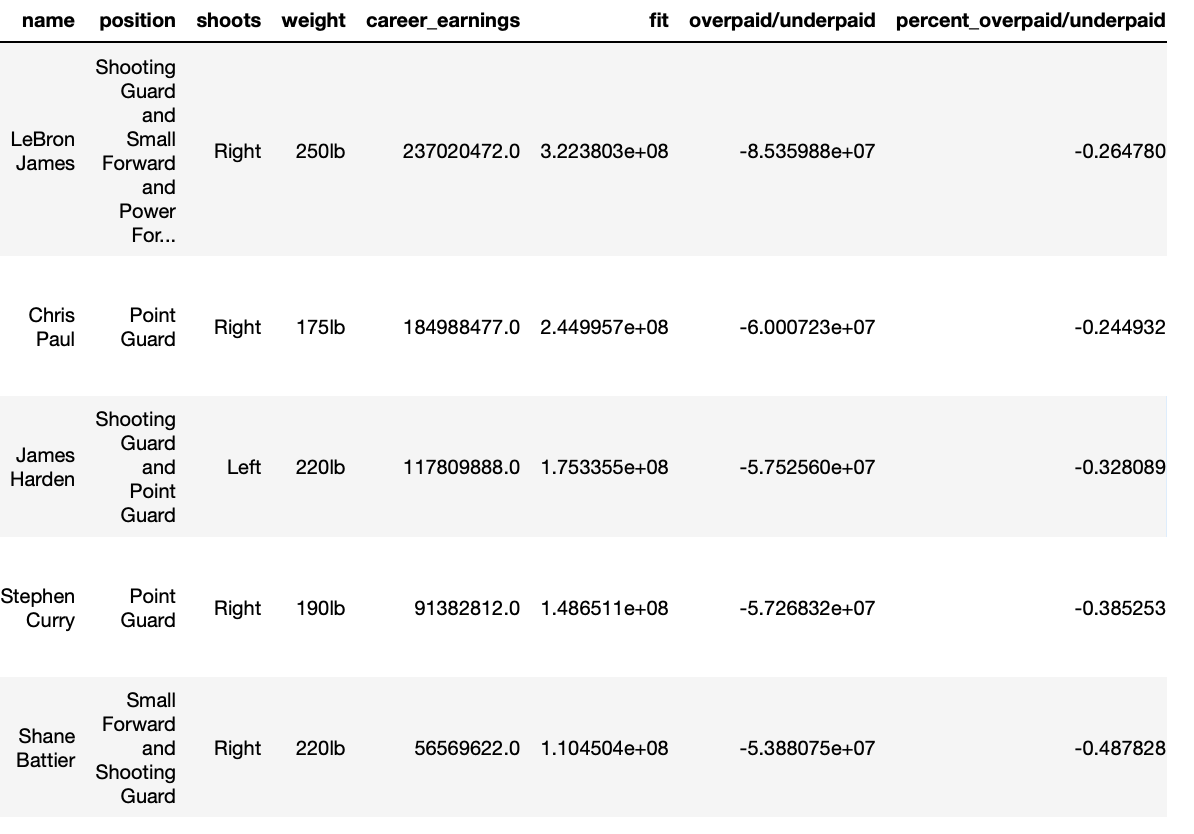 name position shoots weight career_earnings fit overpaid/underpaid percent_overpaid/underpaid
Shooting
Guard
and
LeBron Small
James Forward Right 250lb 237020472.0 3.223803e+08 -8.535988e+07 -0.264780
and
Power
For...
Chris Point
Paul Guard Right 175lb 184988477.0 2.449957e+08 -6.000723e+07 -0.244932
Shooting
James Guard
Harden and Left 220lb 117809888.0 1.753355e+08 -5.752560e+07 -0.328089
Point
Guard
Stephen Point
Curry Guard Right 190lb 91382812.0 1.486511e+08 -5.726832e+07 -0.385253
Small
Forward
Shane and
Battier Shooting Right 220lb 56569622.0 1.104504e+08 -5.388075e+07 -0.487828
Guard